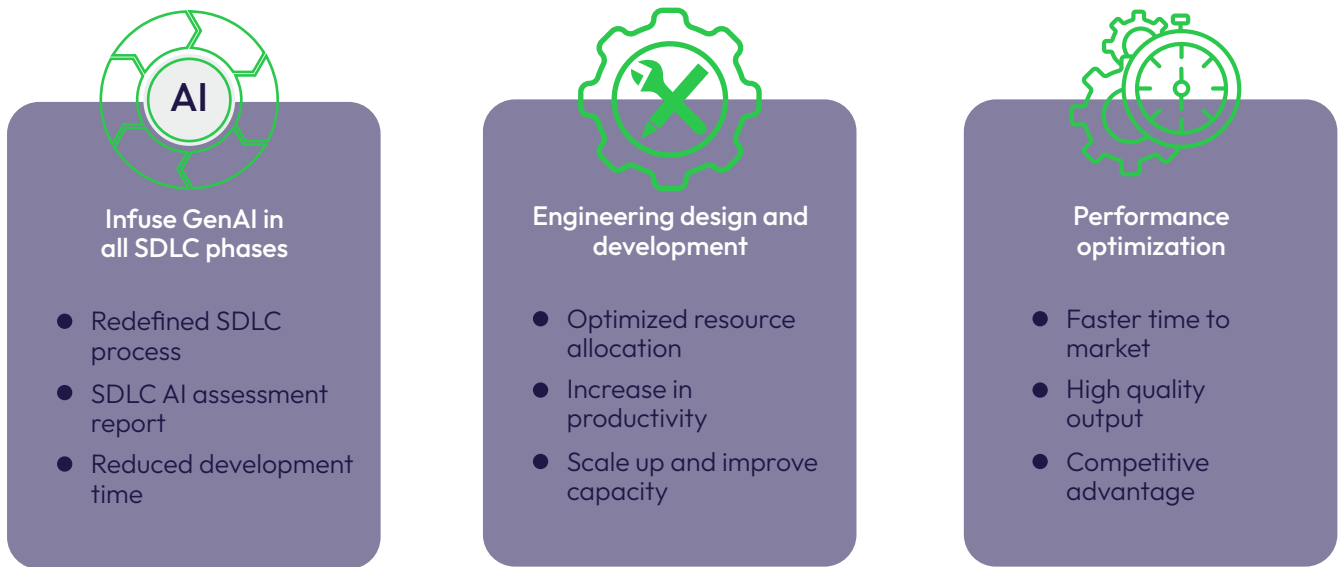 AI
Infuse GenAI in
all SDLC phases
Redefined SDLC
process
SDLC AI assessment
report
Reduced development
time
Engineering design and
development
Optimized resource
allocation
Increase in
productivity
Scale up and improve
capacity
Performance
optimization
Faster time to
market
High quality
output
Competitive
advantage